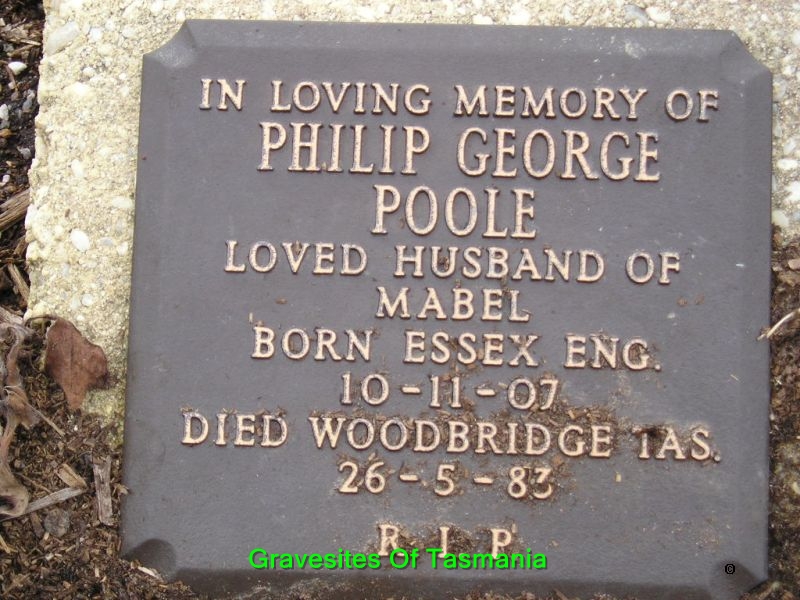 IN LOVING MEMORY OF
PHILIP GEORGE
POOLE
LOVED HUSBAND OF
MABEL
BORN ESSEX ENG.
10-11-07
DIED WOODBRIDGE TAS.
26-5-83
R I P
Gravesites Of Tasmania
©